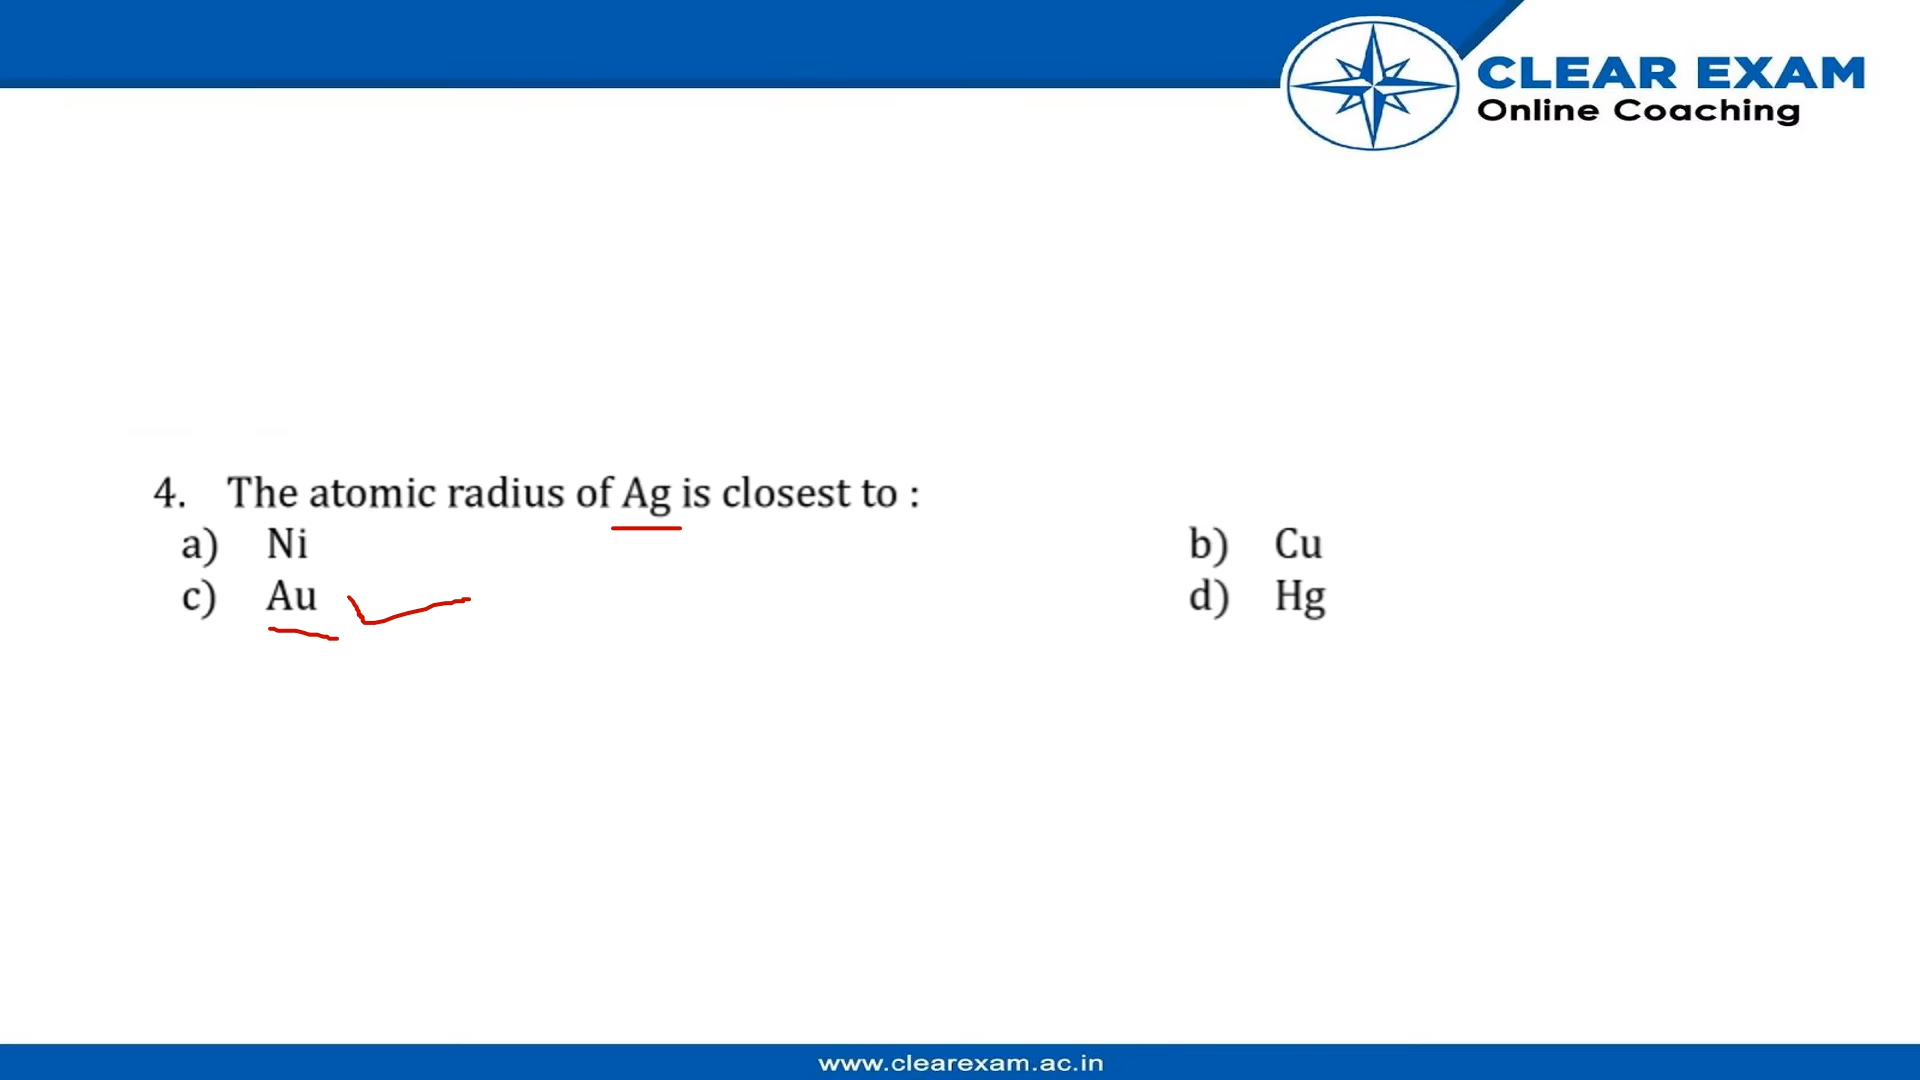 CLEAR EXAM
Online Coaching
4. The atomic radius of Ag is closest to :
a) Ni
b) Cu
c) Au
d) Hg
www.clearexam.ac.in